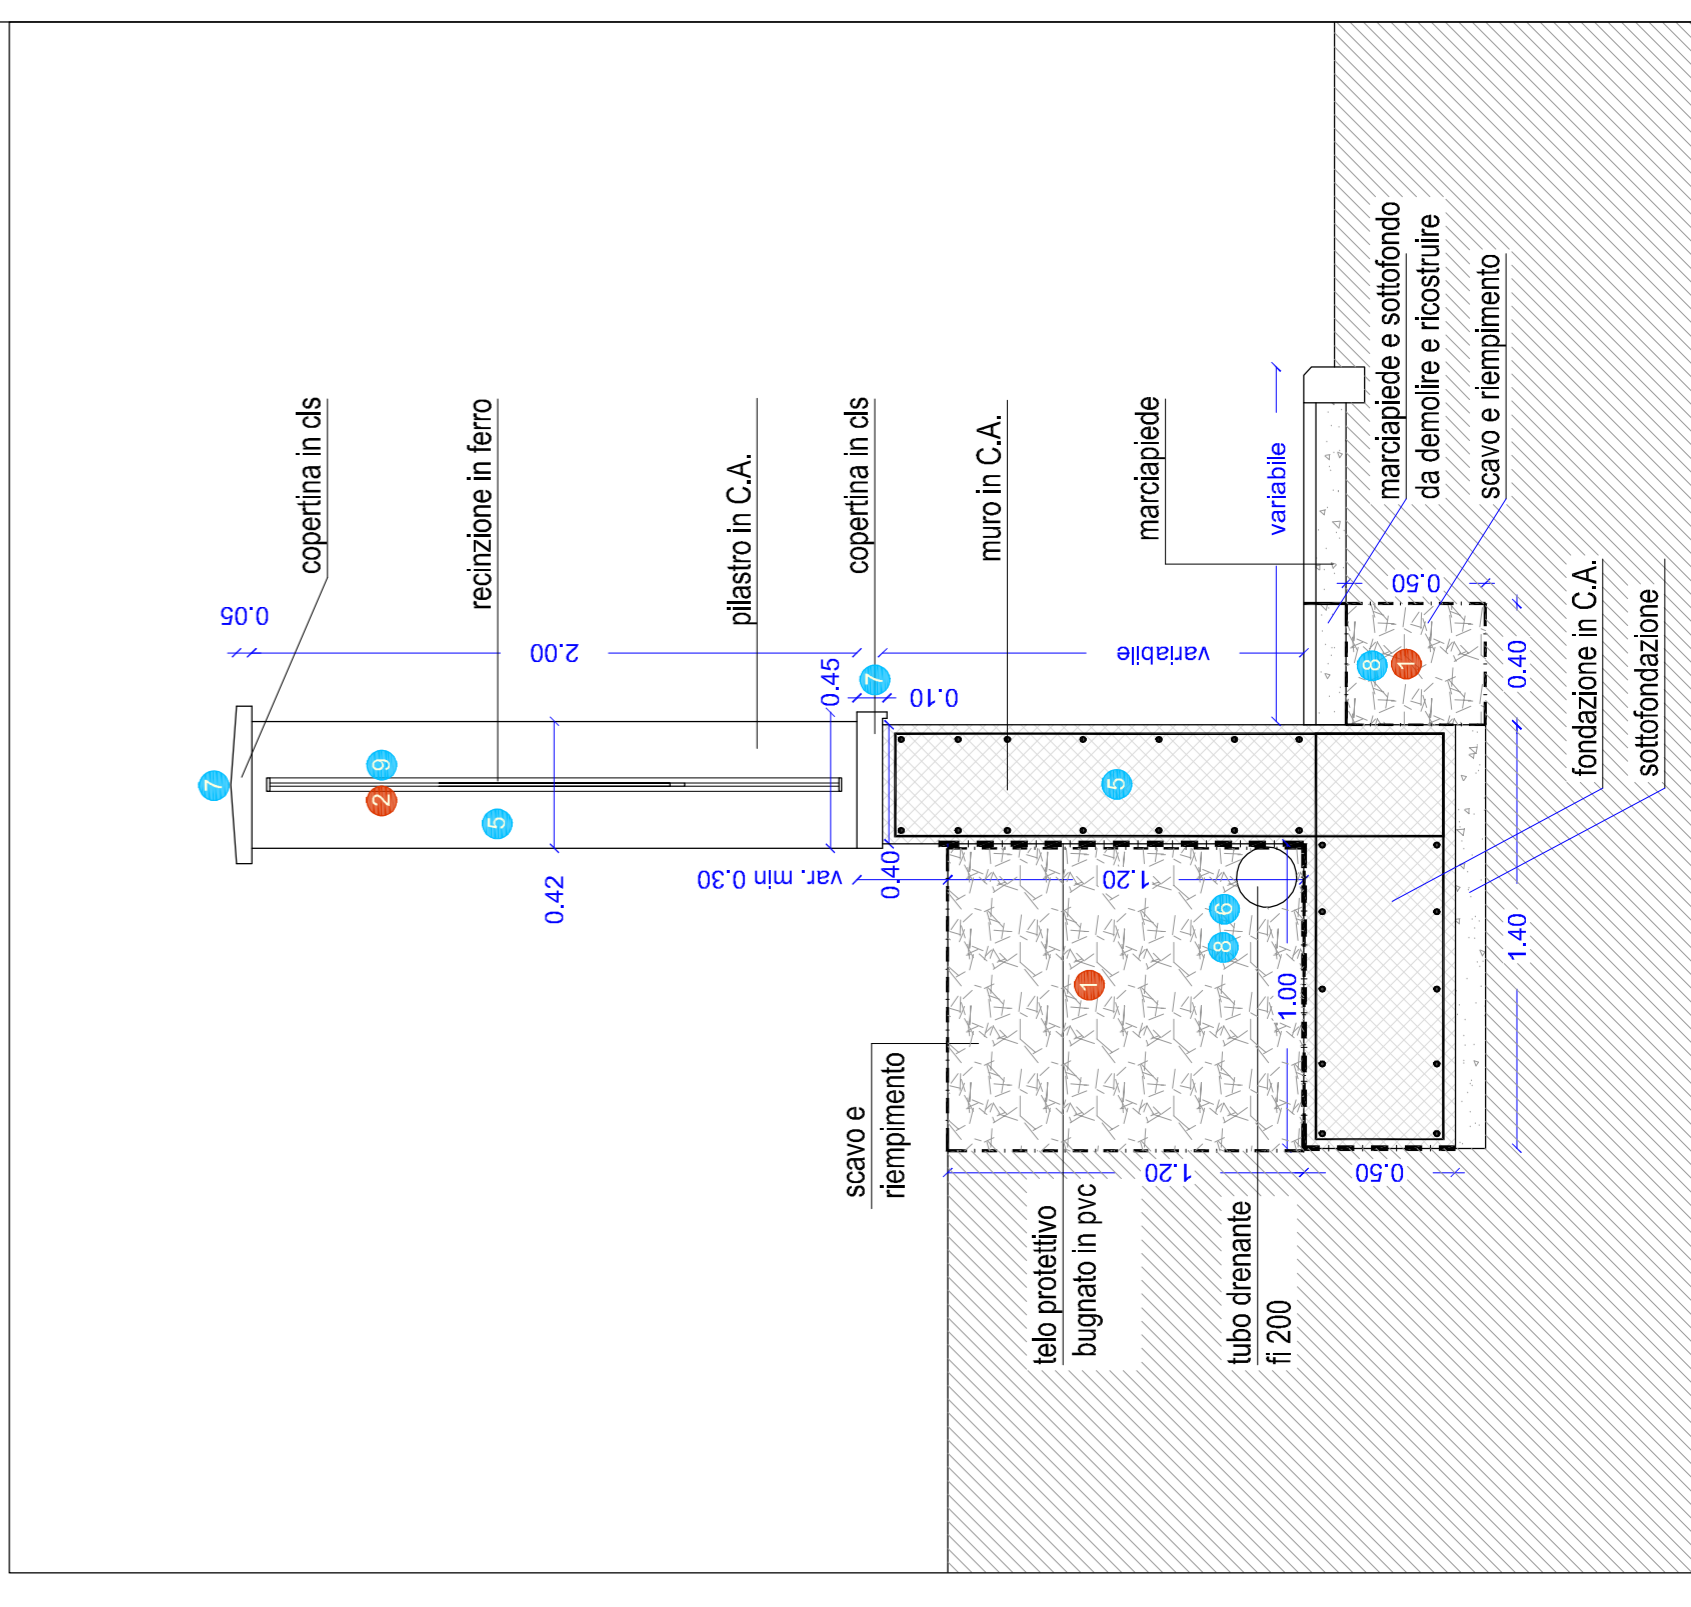 copertina in cls
recinzione in ferro
pilastro in C.A.
copertina in cls
muro in C.A.
marciapiede
marciapiede e sottofondo
da demolire e ricostruire
scavo e riempimento
fondazione in C.A.
sottofondazione
scavo e
riempimento
telo protettivo
bugnato in pvc
tubo drenante
fi 200
0.05
2.00
variabile
variabile
0.45
0.10
0.42
var. min 0.30
0.40
1.20
1.00
1.20
0.50
0.50
0.40
1.40
7
9
2
5
7
5
8
1
6
8
1